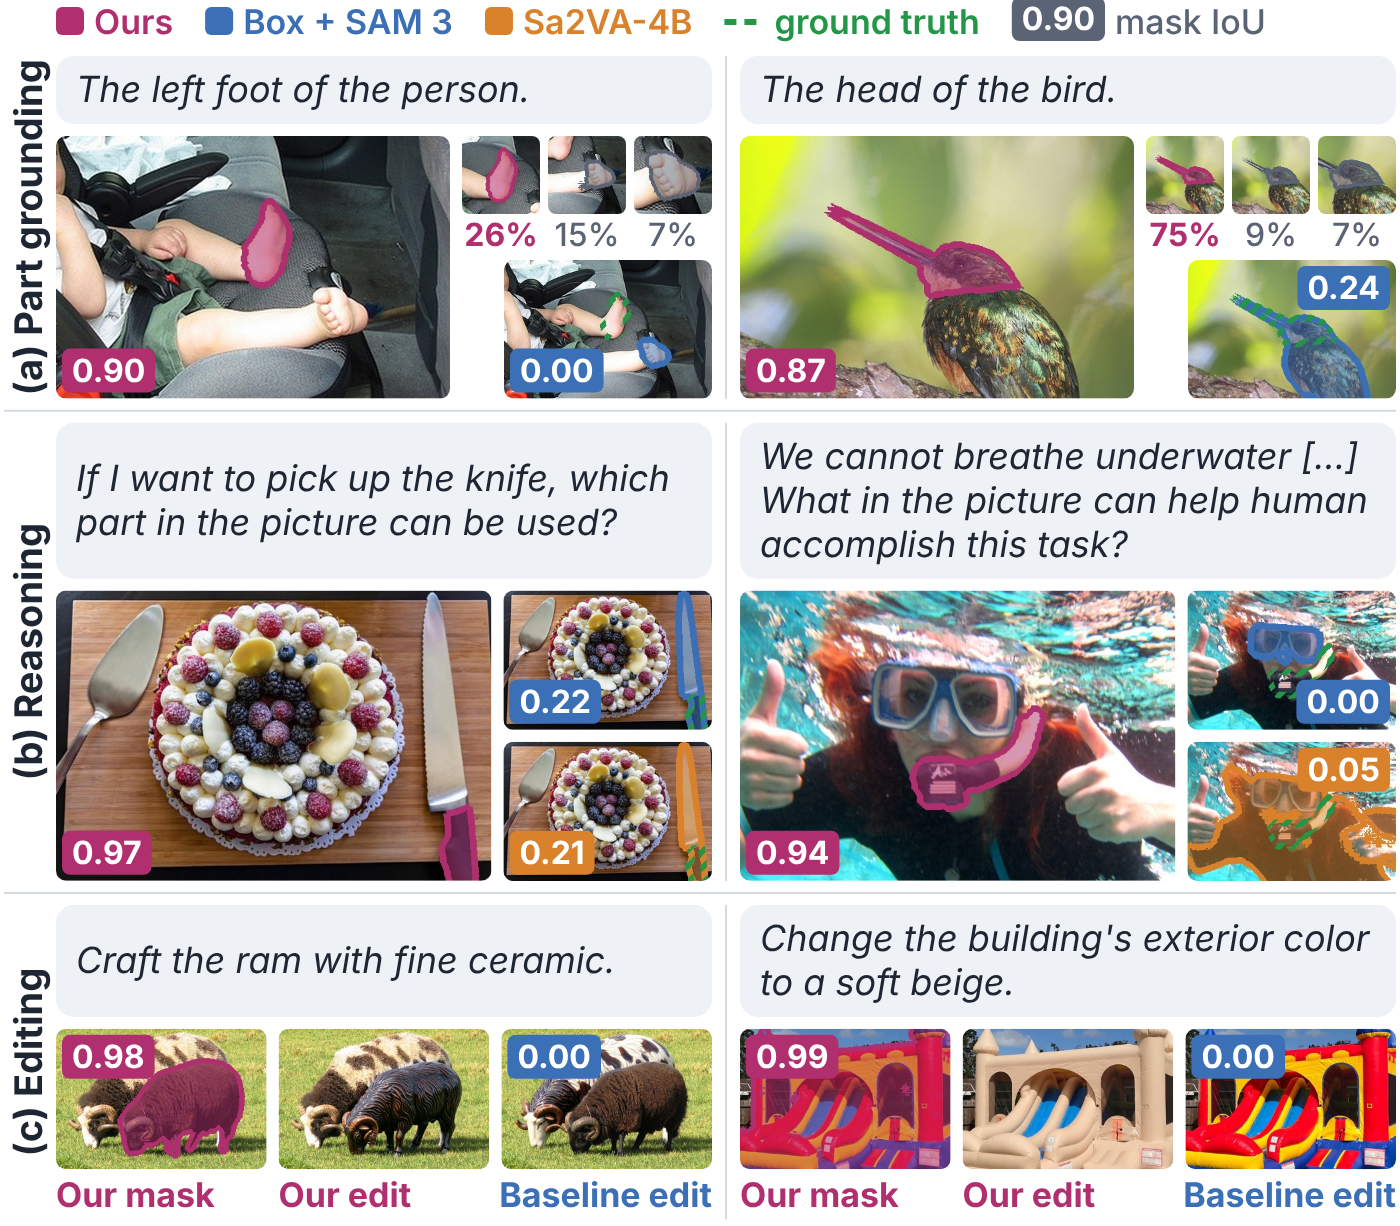 Ours Box + SAM 3 Sa2VA-4B ground truth 0.90 mask IoU
(a) Part grounding
The left foot of the person.
26% 15% 7%
0.90
0.00
The head of the bird.
75% 9% 7%
0.24
0.87
(b) Reasoning
If I want to pick up the knife, which
part in the picture can be used?
0.22
0.97
0.21
We cannot breathe underwater [...]
What in the picture can help human
accomplish this task?
0.00
0.05
0.94
(c) Editing
Craft the ram with fine ceramic.
0.98
0.00
Our mask Our edit Baseline edit
Change the building's exterior color
to a soft beige.
0.99
0.00
Our mask Our edit Baseline edit